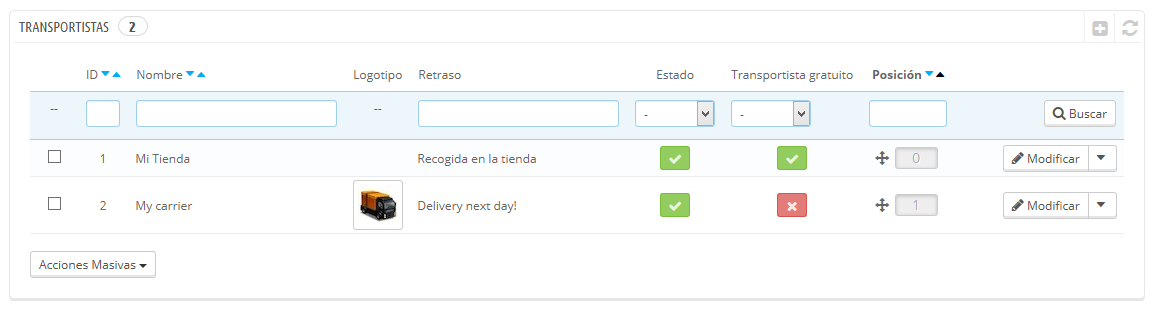 TRANSPORTISTAS 2
ID Nombre Logotipo Retraso Estado Transportista gratuito Posición
-- -- - - Buscar
1 Mi Tienda Recogida en la tienda 0 Modificar
2 My carrier Delivery next day! 1 Modificar
Acciones Masivas